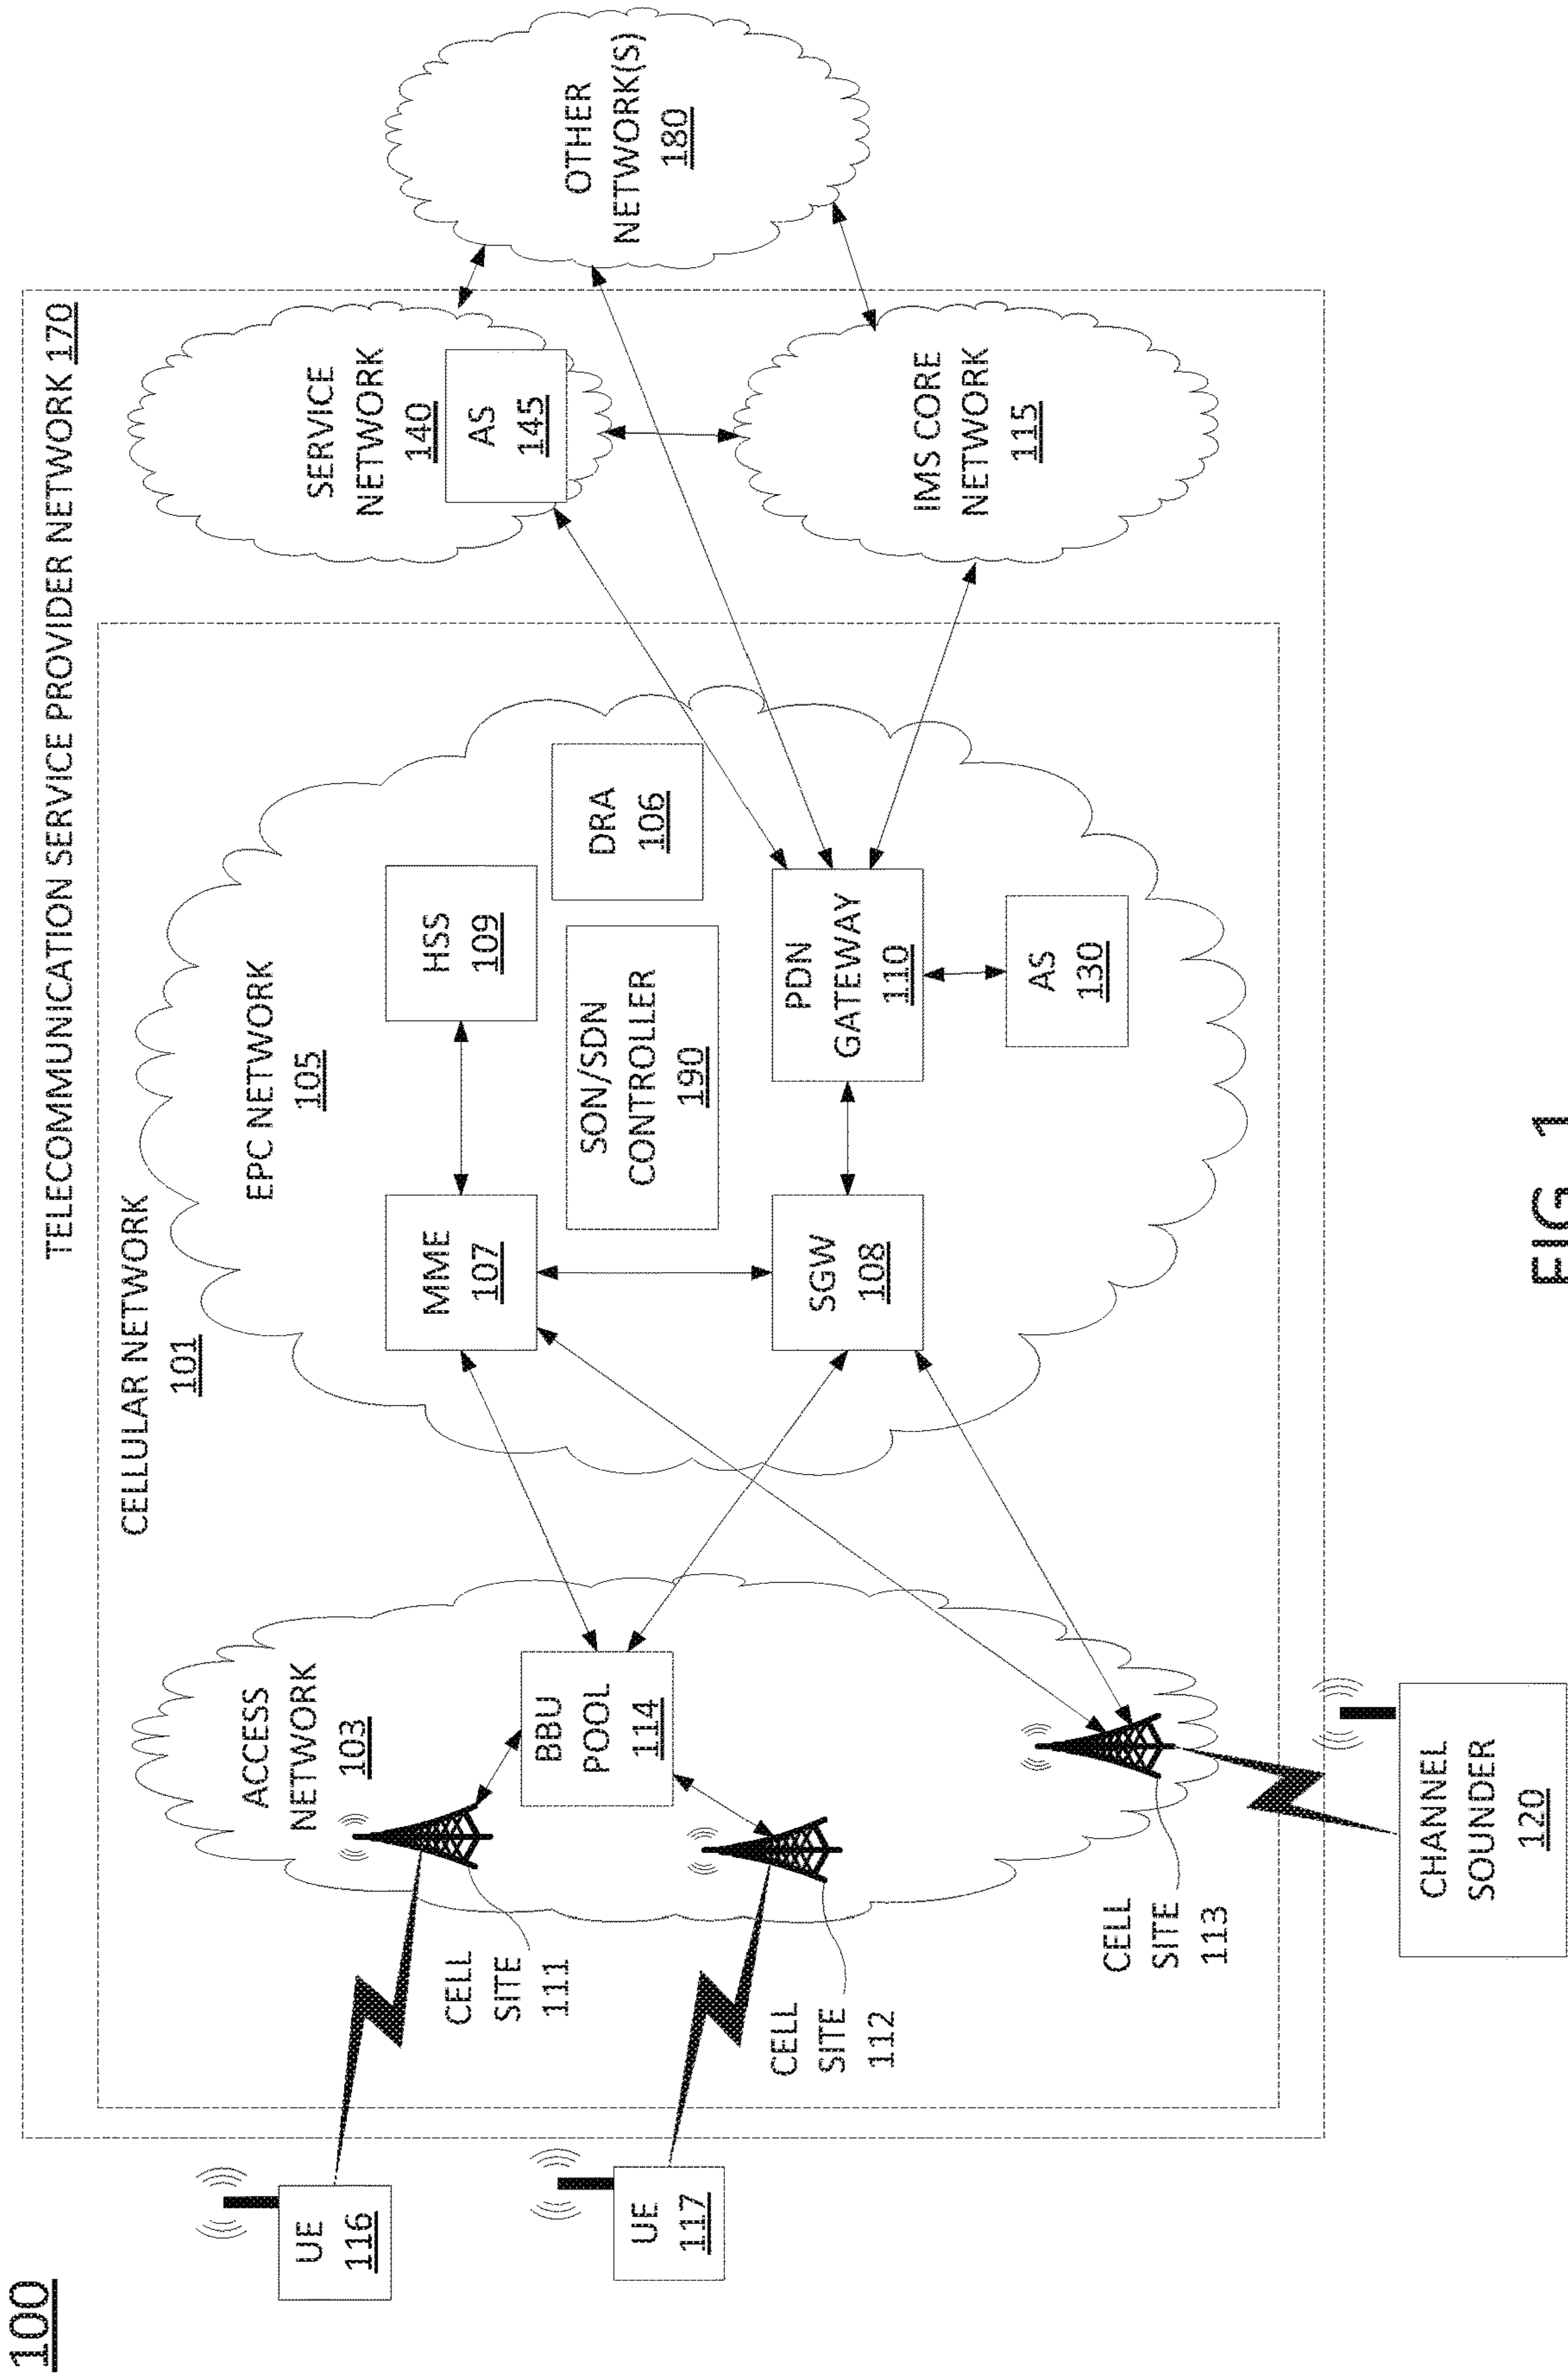 100
TELECOMMUNICATION SERVICE PROVIDER NETWORK 170
CELLULAR NETWORK
101
EPC NETWORK
105
ACCESS
NETWORK
103
UE
116
UE
117
CELL
SITE
111
CELL
SITE
112
CELL
SITE
113
BBU
POOL
114
MME
107
HSS
109
SON/SDN
CONTROLLER
190
DRA
106
SGW
108
PDN
GATEWAY
110
AS
130
SERVICE
NETWORK
140
AS
145
IMS CORE
NETWORK
115
OTHER
NETWORK(S)
180
CHANNEL
SOUNDER
120
FIG. 1